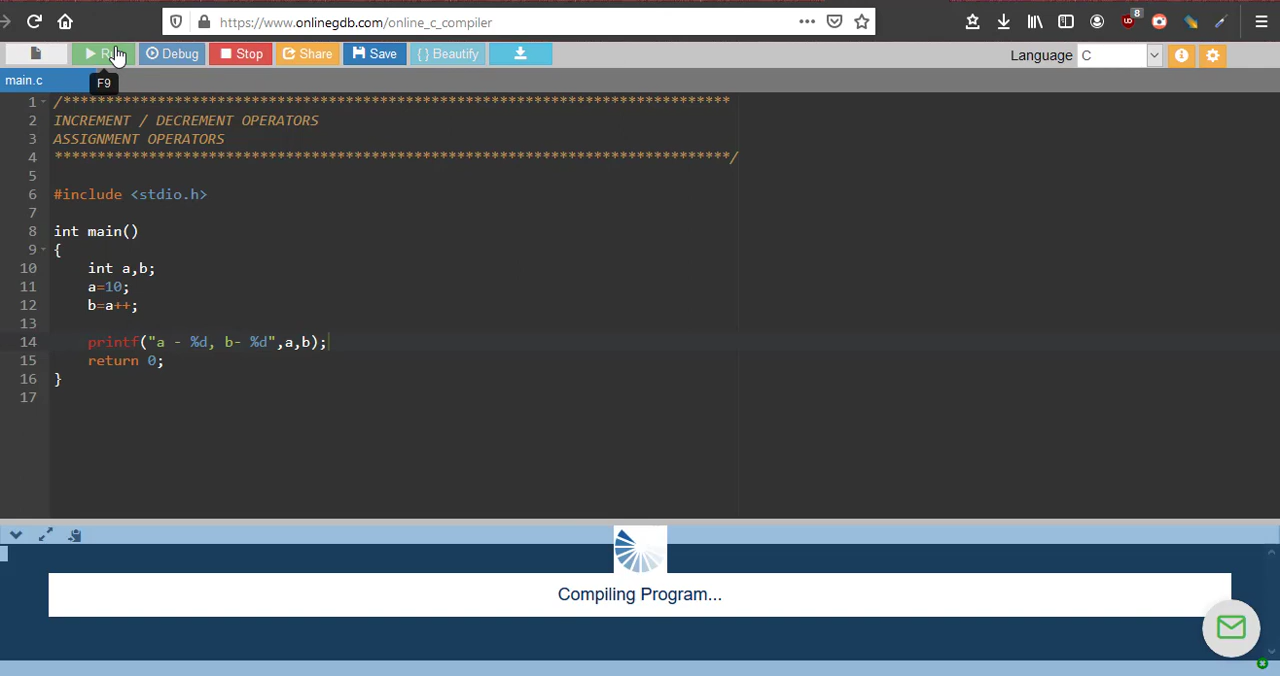 https://www.onlinegdb.com/online_c_compiler
8
Run Debug Stop Share Save { } Beautify Language C
main.c
F9
1 /******************************************************************************
2 INCREMENT / DECREMENT OPERATORS
3 ASSIGNMENT OPERATORS
4 *******************************************************************************/
5
6 #include <stdio.h>
7
8 int main()
9 {
10 int a,b;
11 a=10;
12 b=a++;
13
14 printf("a - %d, b- %d",a,b);
15 return 0;
16 }
17
Compiling Program...